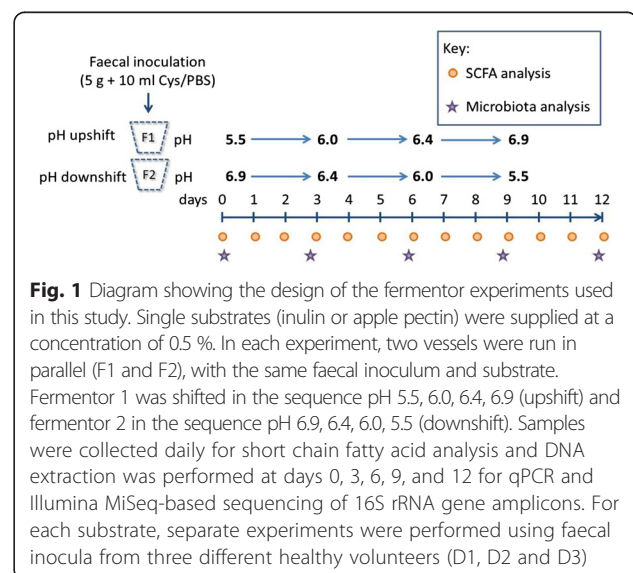 Faecal inoculation
(5 g + 10 ml Cys/PBS)
Key:
SCFA analysis
Microbiota analysis
pH upshift F1 pH 5.5 6.0 6.4 6.9
pH downshift F2 pH 6.9 6.4 6.0 5.5
days 0 1 2 3 4 5 6 7 8 9 10 11 12
Fig. 1 Diagram showing the design of the fermentor experiments used
in this study. Single substrates (inulin or apple pectin) were supplied at a
concentration of 0.5 %. In each experiment, two vessels were run in
parallel (F1 and F2), with the same faecal inoculum and substrate.
Fermentor 1 was shifted in the sequence pH 5.5, 6.0, 6.4, 6.9 (upshift) and
fermentor 2 in the sequence pH 6.9, 6.4, 6.0, 5.5 (downshift). Samples
were collected daily for short chain fatty acid analysis and DNA
extraction was performed at days 0, 3, 6, 9, and 12 for qPCR and
Illumina MiSeq-based sequencing of 16S rRNA gene amplicons. For
each substrate, separate experiments were performed using faecal
inocula from three different healthy volunteers (D1, D2 and D3)